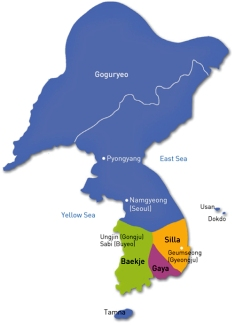 Goguryeo
Pyongyang
East Sea
Namgyeong
(Seoul)
Usan
Dokdo
Yellow Sea
Ungjin (Gongju)
Sabi (Buyeo)
Silla
Geumseong
(Gyeongju)
Baekje
Gaya
Tamna